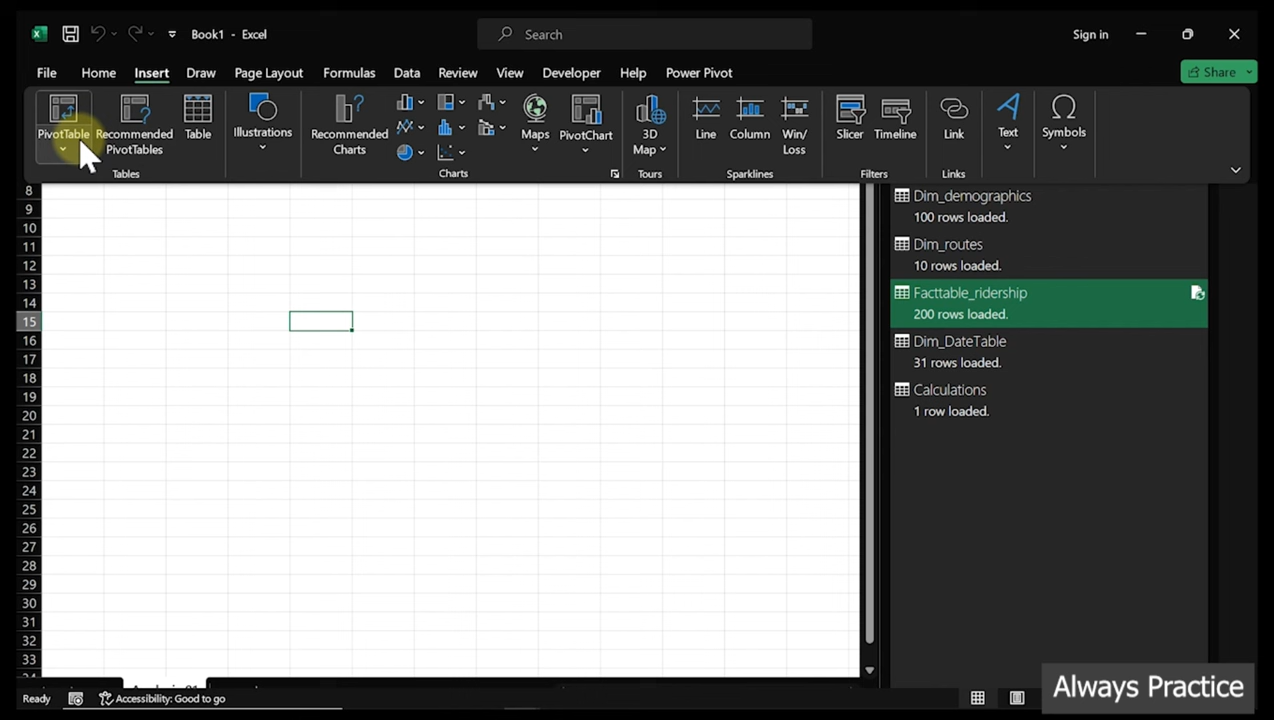 Book1 - Excel
Search
Sign in
File Home Insert Draw Page Layout Formulas Data Review View Developer Help Power Pivot
Share
PivotTable
Recommended
PivotTables
Table
Illustrations
Recommended
Charts
Maps
PivotChart
3D
Map
Line
Column
Win/
Loss
Slicer
Timeline
Link
Text
Symbols
Tables
Charts
Tours
Sparklines
Filters
Links
8
9
10
11
12
13
14
15
16
17
18
19
20
21
22
23
24
25
26
27
28
29
30
31
32
33
Dim_demographics
100 rows loaded.
Dim_routes
10 rows loaded.
Facttable_ridership
200 rows loaded.
Dim_DateTable
31 rows loaded.
Calculations
1 row loaded.
Always Practice
Ready
Accessibility: Good to go